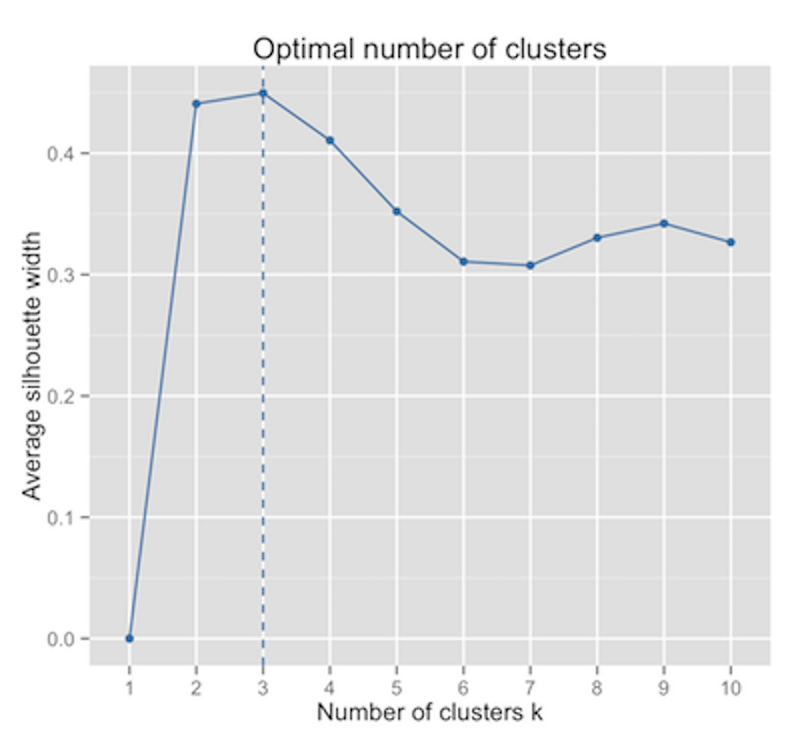 Optimal number of clusters
Average silhouette width
0.4
0.3
0.2
0.1
0.0
1 2 3 4 5 6 7 8 9 10
Number of clusters k